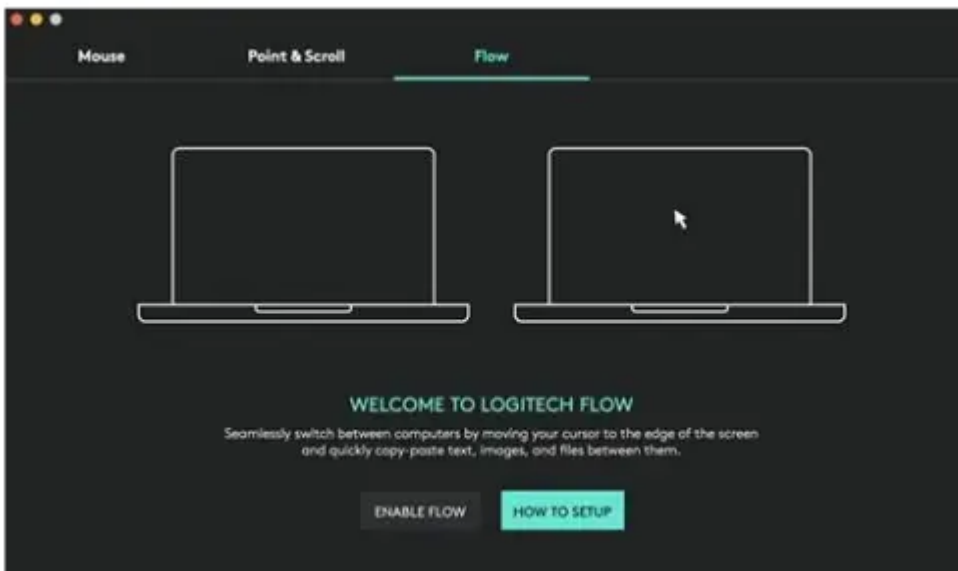 Mouse Point & Scroll Flow
WELCOME TO LOGITECH FLOW
Seamlessly switch between computers by moving your cursor to the edge of the screen
and quickly copy-paste text, images, and files between them.
ENABLE FLOW HOW TO SETUP